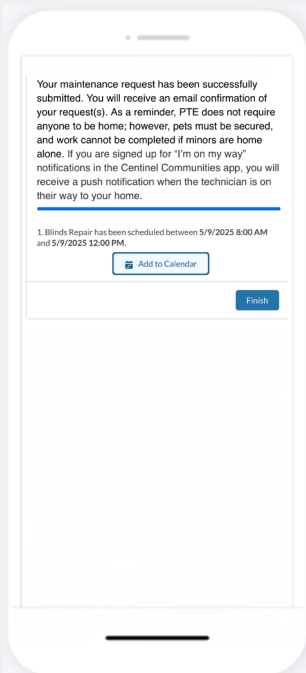 Your maintenance request has been successfully
submitted. You will receive an email confirmation of
your request(s). As a reminder, PTE does not require
anyone to be home; however, pets must be secured,
and work cannot be completed if minors are home
alone. If you are signed up for “I’m on my way”
notifications in the Centinel Communities app, you will
receive a push notification when the technician is on
their way to your home.
1. Blinds Repair has been scheduled between 5/9/2025 8:00 AM
and 5/9/2025 12:00 PM.
Add to Calendar
Finish